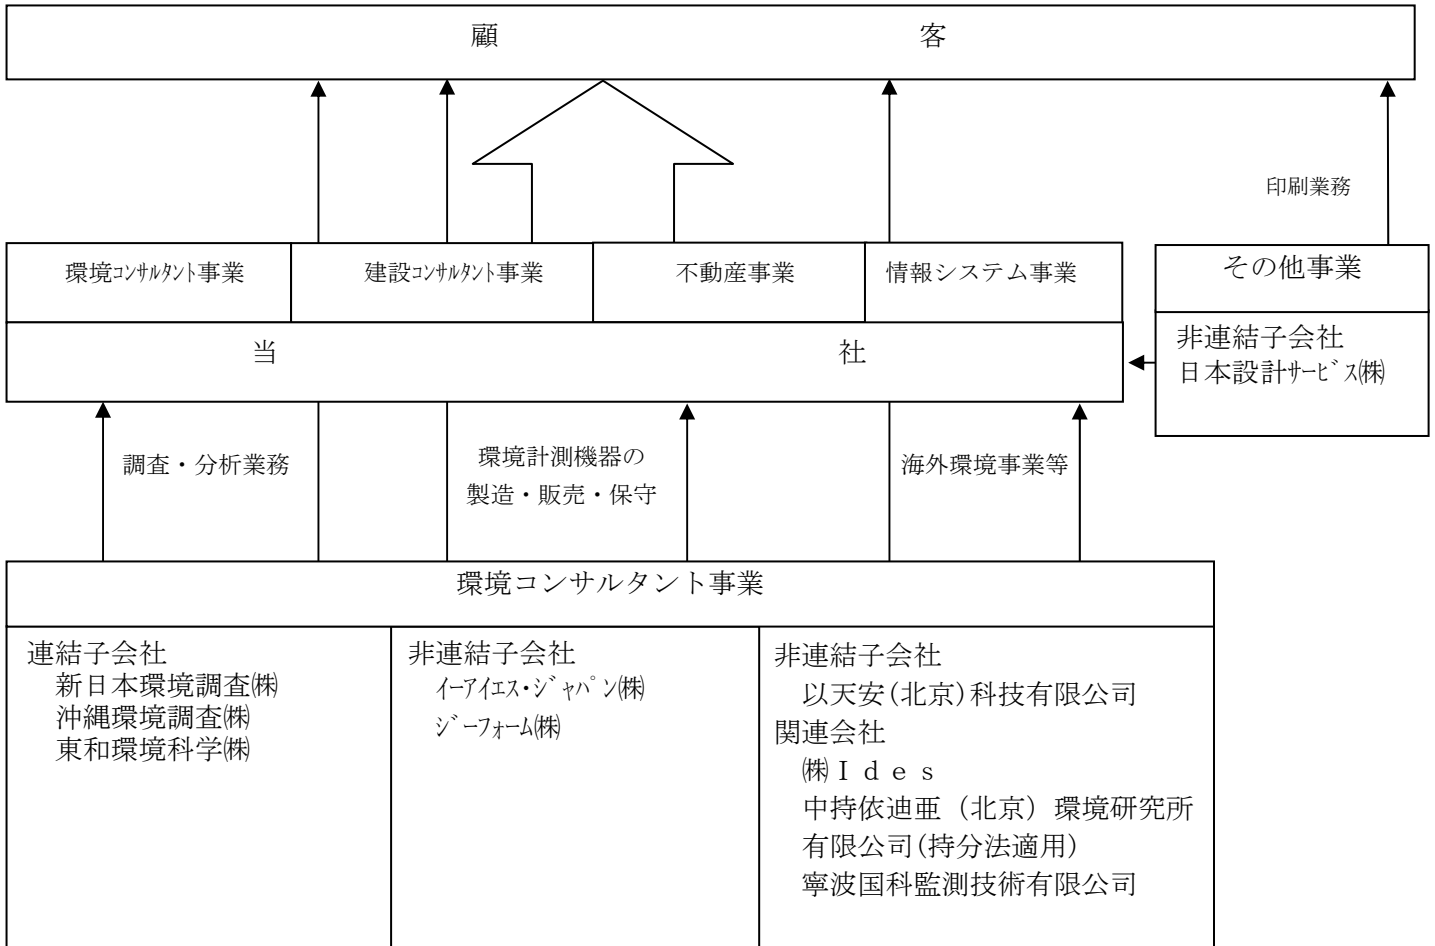 顧客
印刷業務
環境コンサルタント事業
建設コンサルタント事業
不動産事業
情報システム事業
その他事業
当社
非連結子会社
日本設計サービス㈱
調査・分析業務
環境計測機器の
製造・販売・保守
海外環境事業等
環境コンサルタント事業
連結子会社
新日本環境調査㈱
沖縄環境調査㈱
東和環境科学㈱
非連結子会社
イーアイエス・ジャパン㈱
ジーフォーム㈱
非連結子会社
以天安(北京)科技有限公司
関連会社
㈱Ｉｄｅｓ
中持依迪亜（北京）環境研究所
有限公司(持分法適用)
寧波国科監測技術有限公司